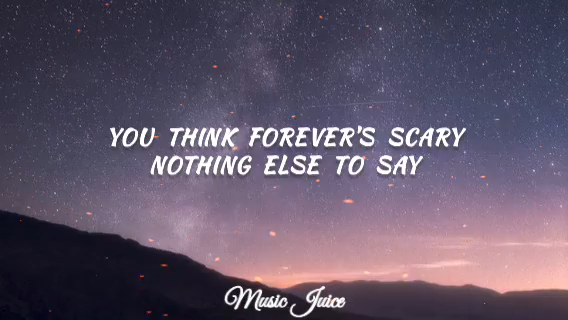 YOU THINK FOREVER'S SCARY
NOTHING ELSE TO SAY
Music Juice